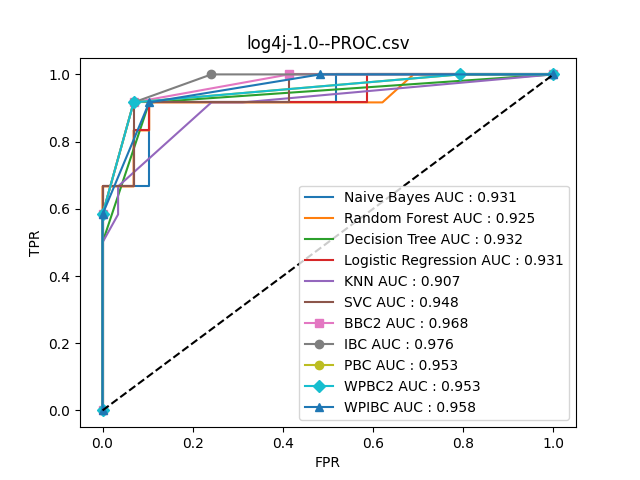 log4j-1.0--PROC.csv
1.0
0.8
0.6
0.4
0.2
0.0
TPR
Naive Bayes AUC : 0.931
Random Forest AUC : 0.925
Decision Tree AUC : 0.932
Logistic Regression AUC : 0.931
KNN AUC : 0.907
SVC AUC : 0.948
BBC2 AUC : 0.968
IBC AUC : 0.976
PBC AUC : 0.953
WPBC2 AUC : 0.953
WPIBC AUC : 0.958
0.0 0.2 0.4 0.6 0.8 1.0
FPR